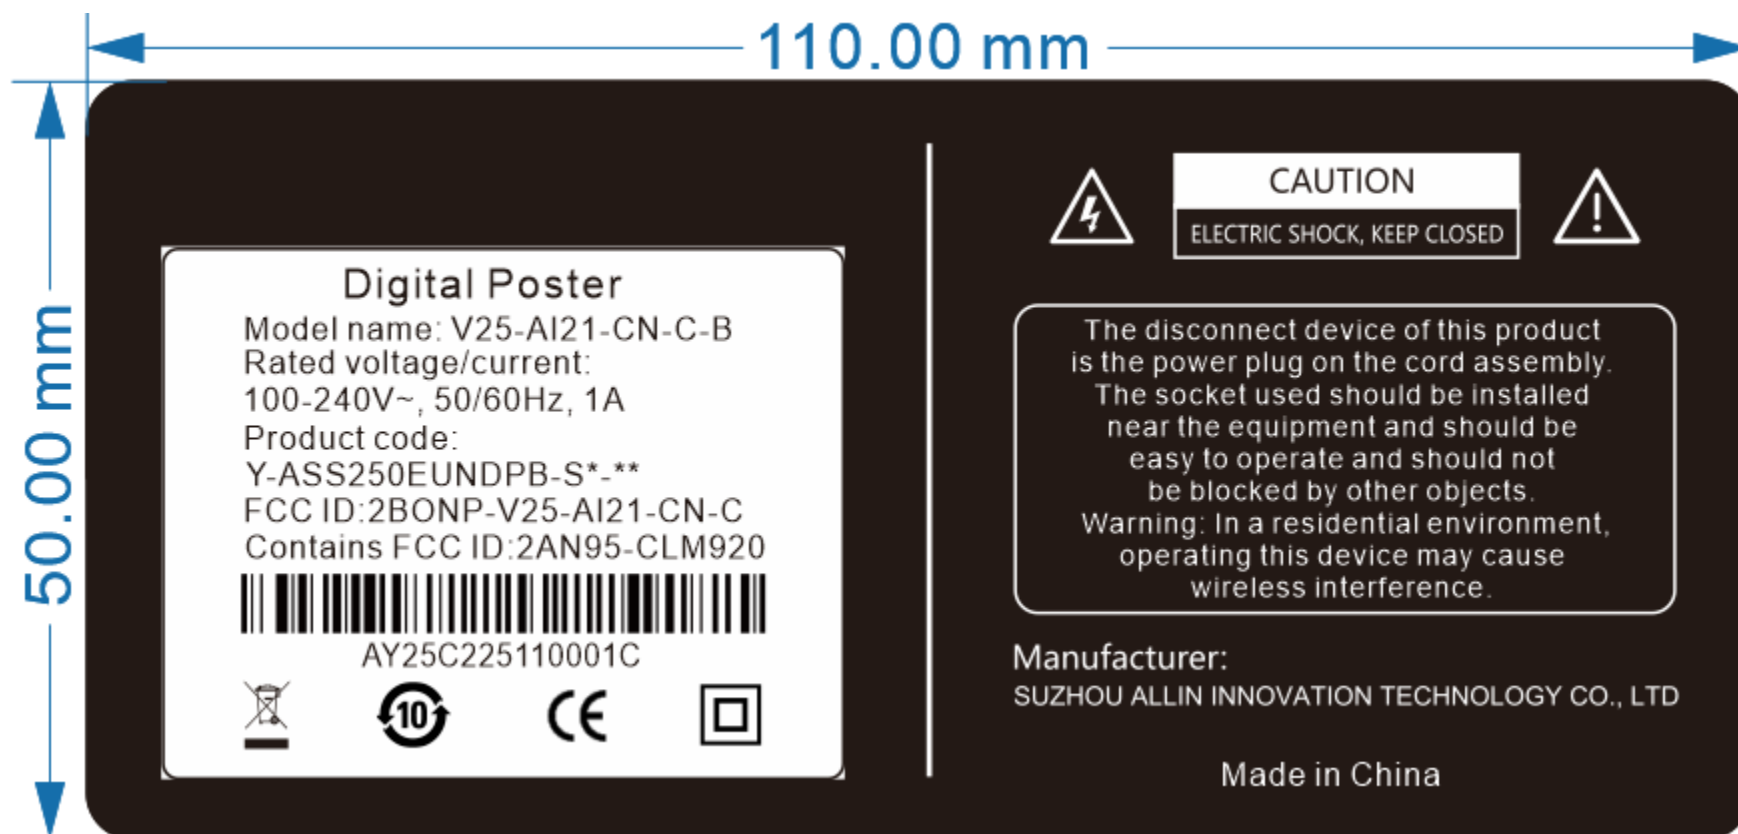 110.00 mm
50.00 mm
Digital Poster
Model name: V25-AI21-CN-C-B
Rated voltage/current:
100-240V~, 50/60Hz, 1A
Product code:
Y-ASS250EUNDPB-S*-**
FCC ID:2BONP-V25-AI21-CN-C
Contains FCC ID:2AN95-CLM920
AY25C225110001C
10
CE
CAUTION
ELECTRIC SHOCK, KEEP CLOSED
The disconnect device of this product
is the power plug on the cord assembly.
The socket used should be installed
near the equipment and should be
easy to operate and should not
be blocked by other objects.
Warning: In a residential environment,
operating this device may cause
wireless interference.
Manufacturer:
SUZHOU ALLIN INNOVATION TECHNOLOGY CO., LTD
Made in China